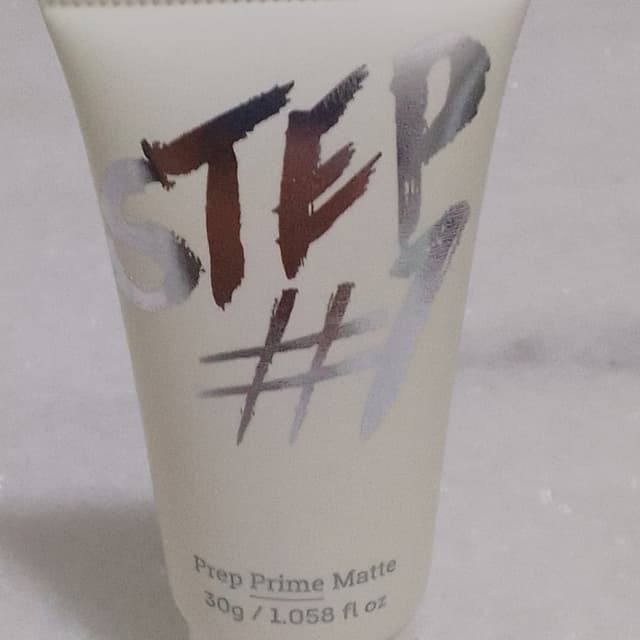 STEP
#1
Prep Prime Matte
30g / 1.058 fl oz